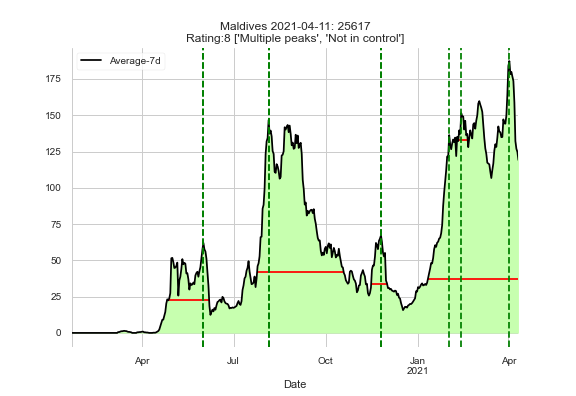 Maldives 2021-04-11: 25617
Rating:8 ['Multiple peaks', 'Not in control']
Average-7d
175
150
125
100
75
50
25
0
Apr
Jul
Oct
Jan
2021
Apr
Date